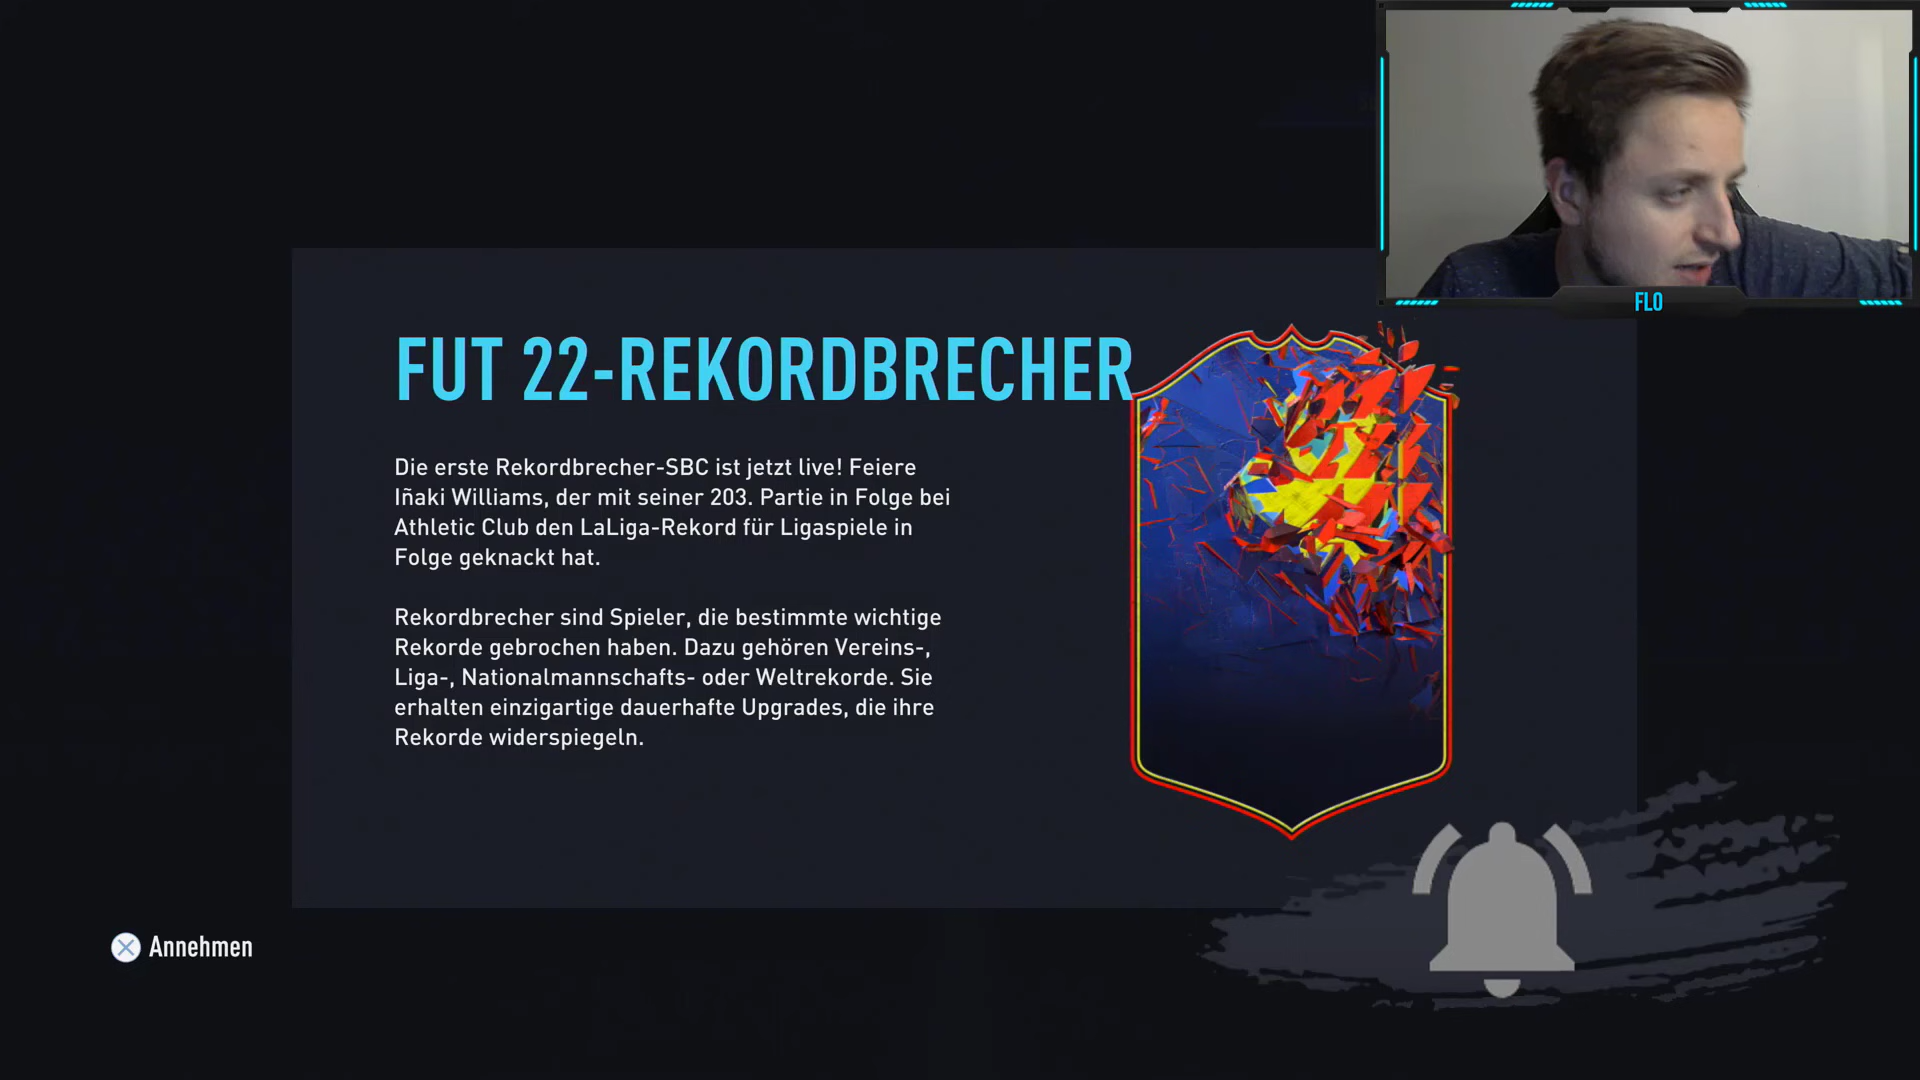 FLO
FUT 22-REKORDBRECHER
Die erste Rekordbrecher-SBC ist jetzt live! Feiere
Iñaki Williams, der mit seiner 203. Partie in Folge bei
Athletic Club den LaLiga-Rekord für Ligaspiele in
Folge geknackt hat.
Rekordbrecher sind Spieler, die bestimmte wichtige
Rekorde gebrochen haben. Dazu gehören Vereins-,
Liga-, Nationalmannschafts- oder Weltrekorde. Sie
erhalten einzigartige dauerhafte Upgrades, die ihre
Rekorde widerspiegeln.
Annehmen